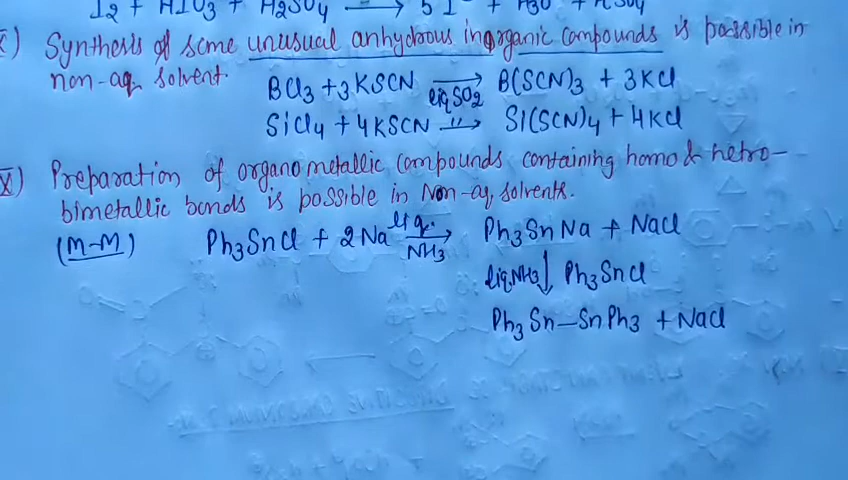 I2 + HIO3 + H2SO4 ⟶ 5 I + H3O + HSO4
X) Synthesis of some unusual anhydrous inorganic compounds is possible in
non-aq. solvent.
BCl3 + 3KSCN ⟶ B(SCN)3 + 3KCl
liq SO2
SiCl4 + 4KSCN ⟶ Si(SCN)4 + 4KCl
"
XI) Preparation of organometallic compounds containing homo & hetro-
bimetallic bonds is possible in Non-aq. solvents.
(M-M) Ph3SnCl + 2Na ⟶ Ph3SnNa + NaCl
liq. NH3
liq. NH3 ↓ Ph3SnCl
Ph3Sn–SnPh3 + NaCl